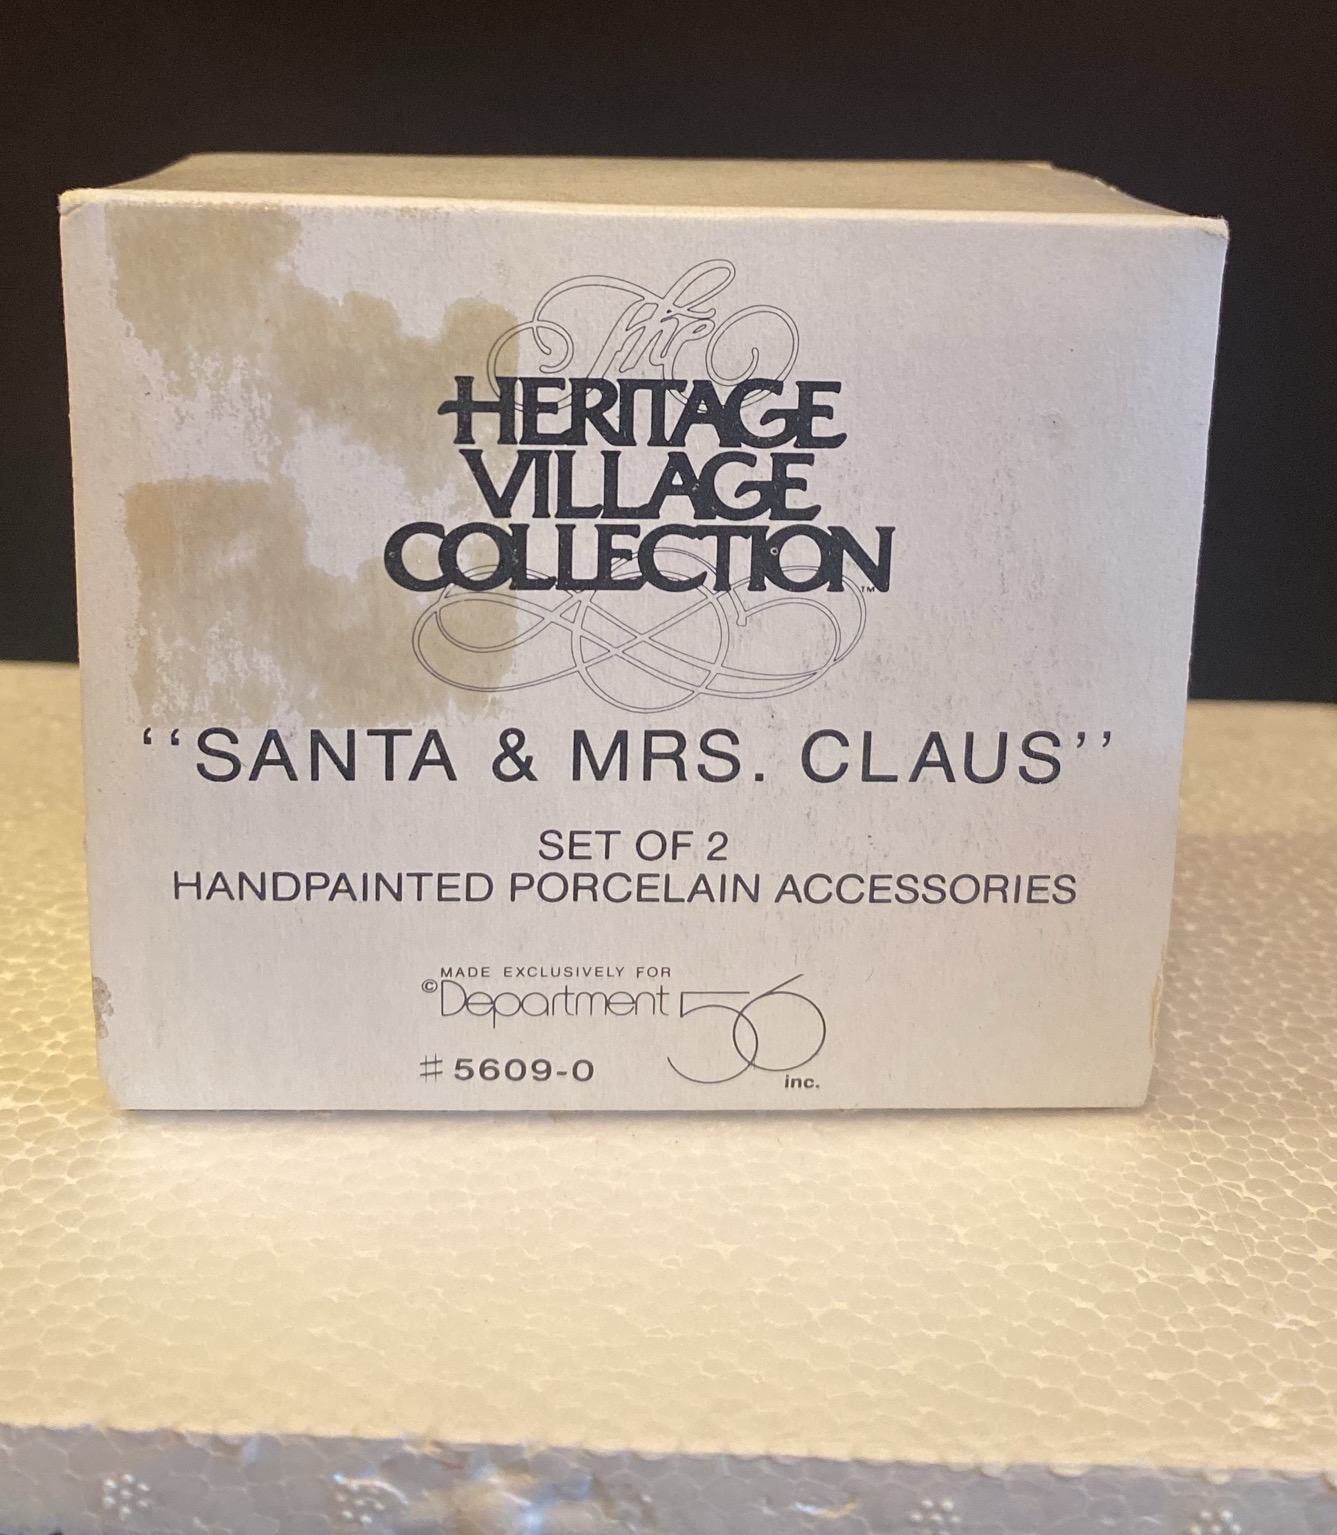 The
HERITAGE
VILLAGE
COLLECTION™
‘‘SANTA & MRS. CLAUS’’
SET OF 2
HANDPAINTED PORCELAIN ACCESSORIES
MADE EXCLUSIVELY FOR
©Department 56
inc.
#5609-0